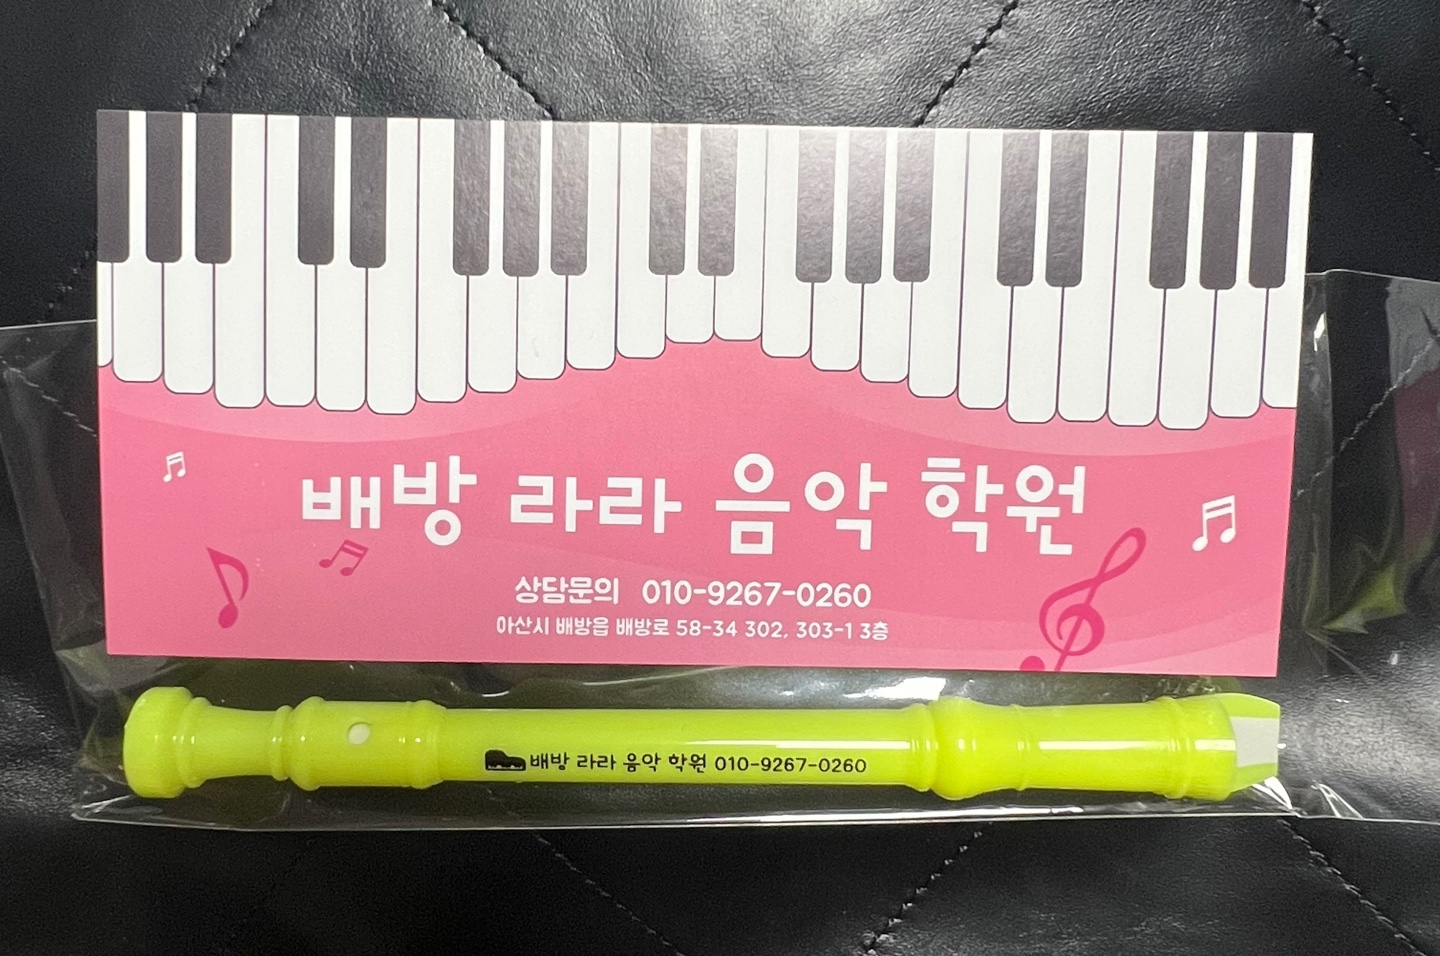 배방 라라 음악 학원
상담문의 010-9267-0260
아산시 배방읍 배방로 58-34 302, 303-1 3층
배방 라라 음악 학원 010-9267-0260